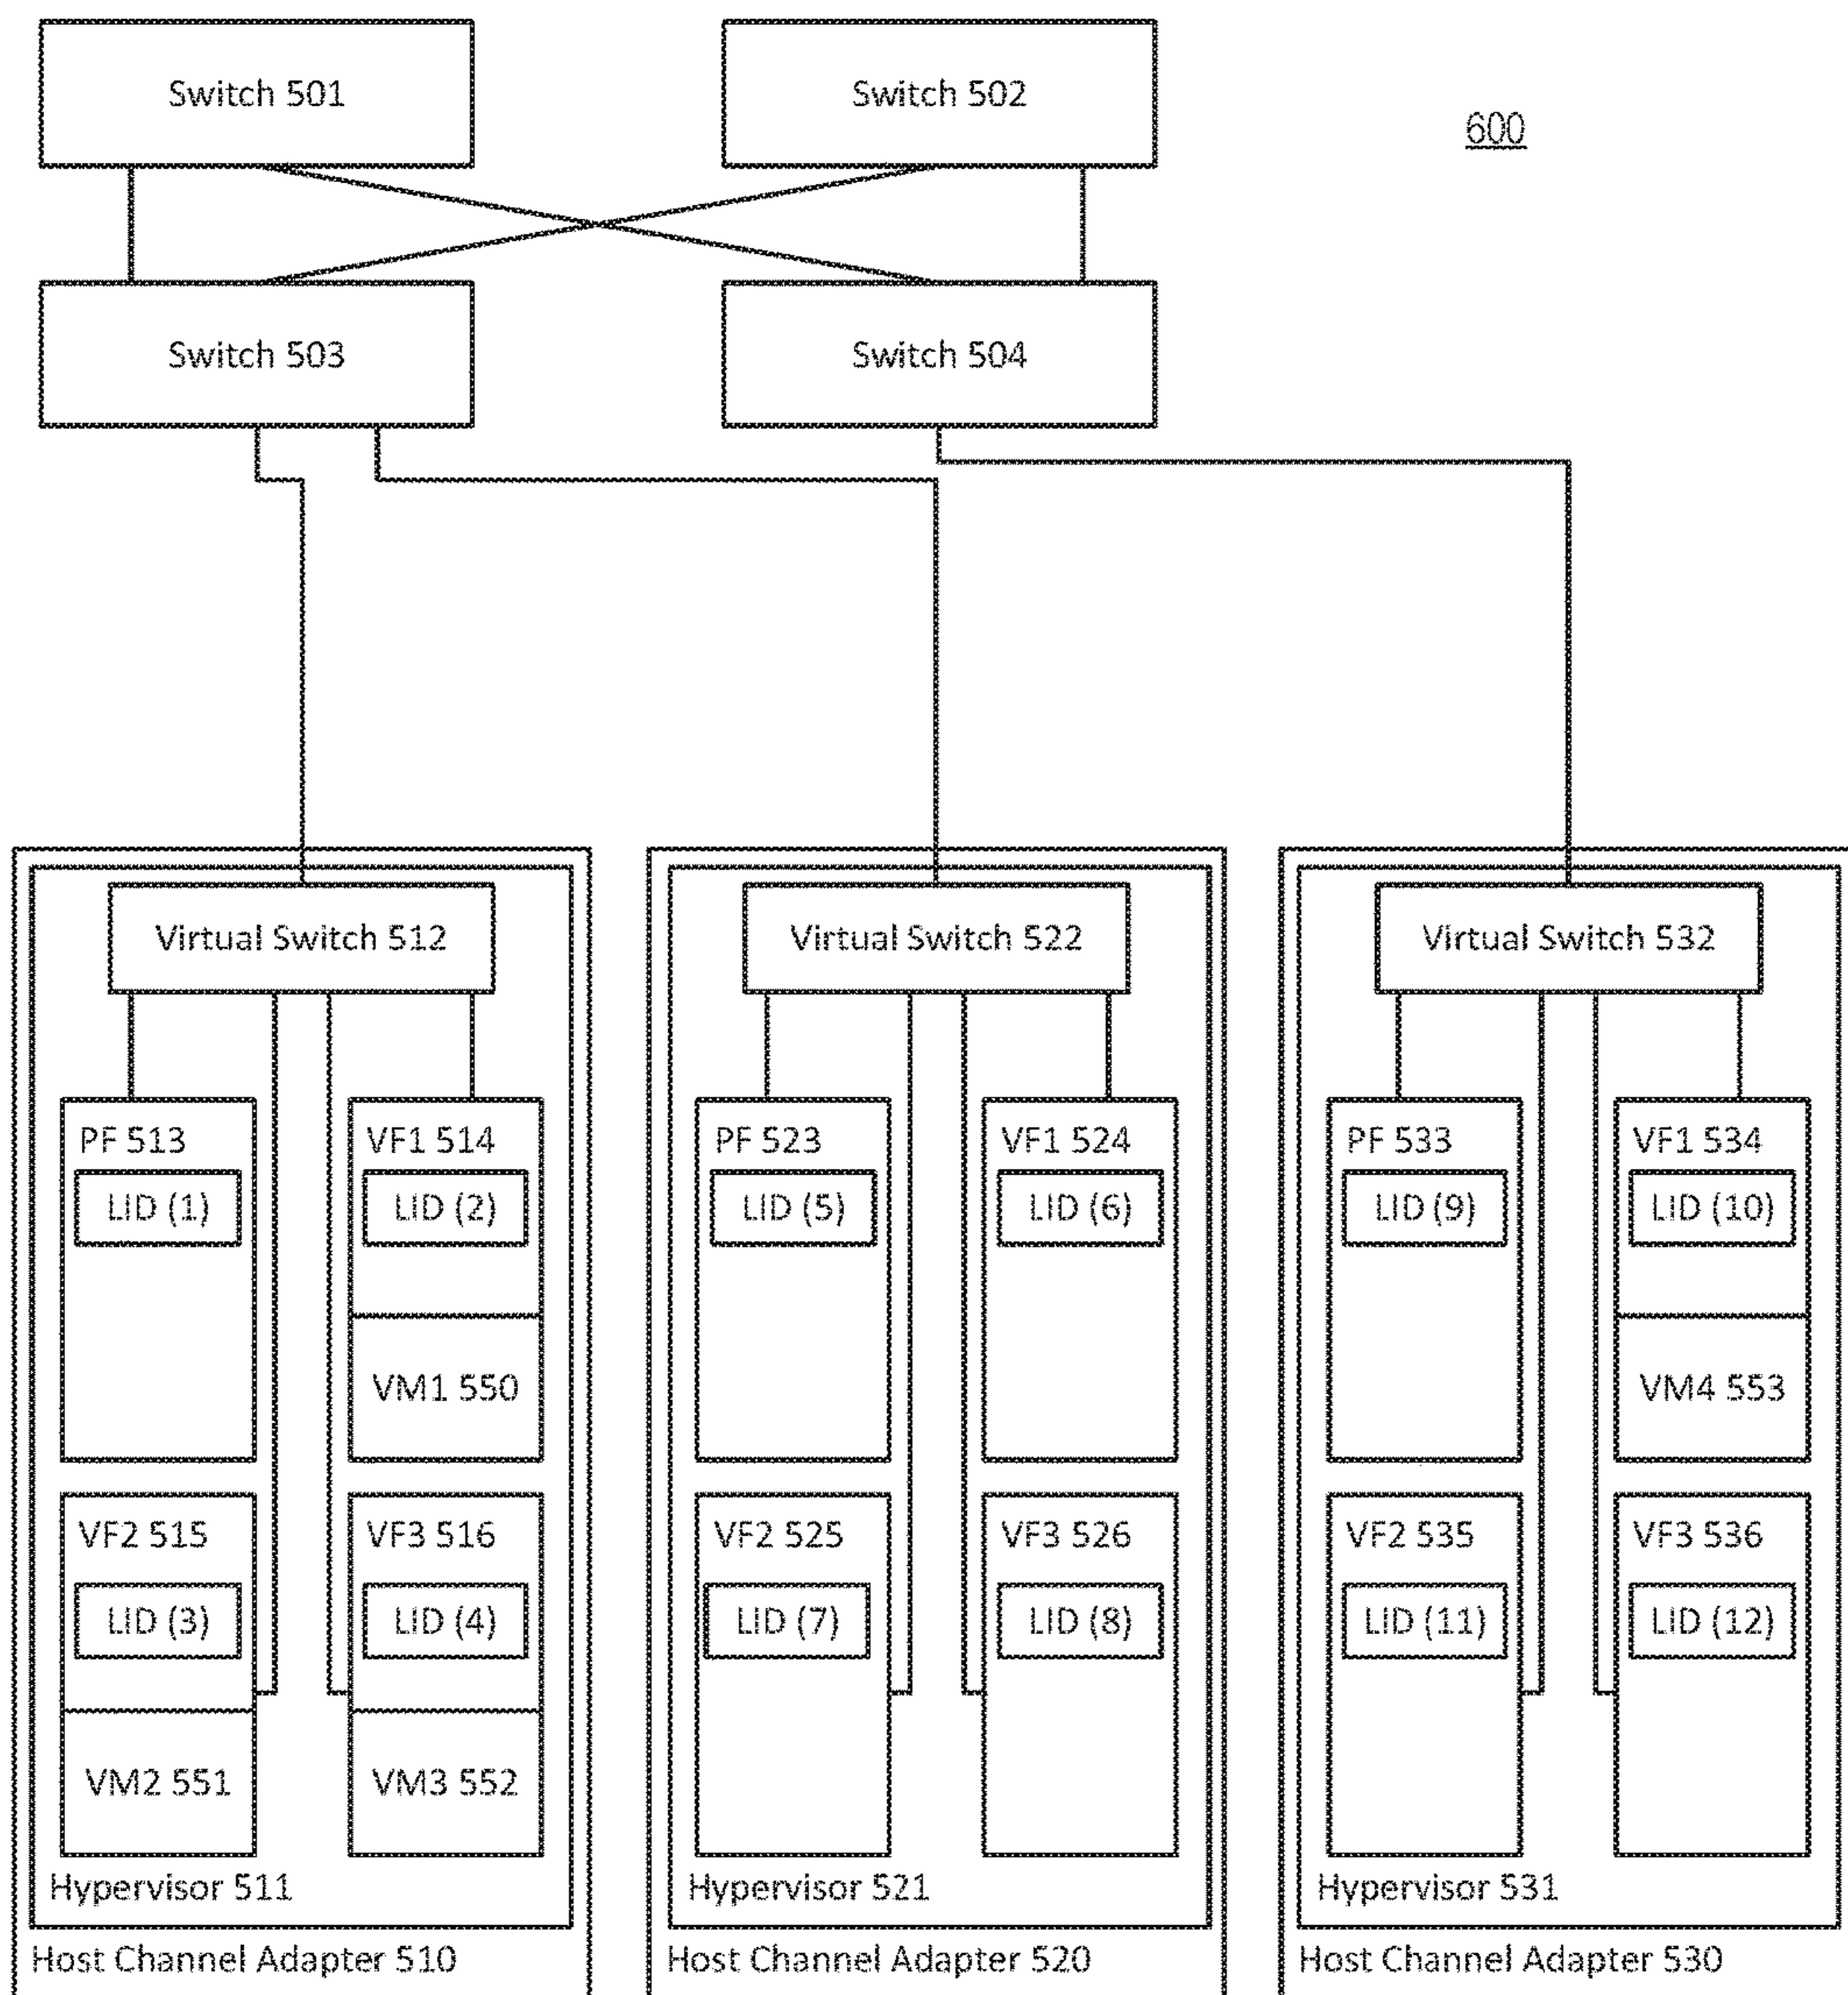 Switch 501
Switch 502
600
Switch 503
Switch 504
Virtual Switch 512
Virtual Switch 522
Virtual Switch 532
PF 513
LID (1)
VF1 514
LID (2)
VM1 550
VF2 515
LID (3)
VM2 551
VF3 516
LID (4)
VM3 552
Hypervisor 511
Host Channel Adapter 510
PF 523
LID (5)
VF1 524
LID (6)
VF2 525
LID (7)
VF3 526
LID (8)
Hypervisor 521
Host Channel Adapter 520
PF 533
LID (9)
VF1 534
LID (10)
VM4 553
VF2 535
LID (11)
VF3 536
LID (12)
Hypervisor 531
Host Channel Adapter 530